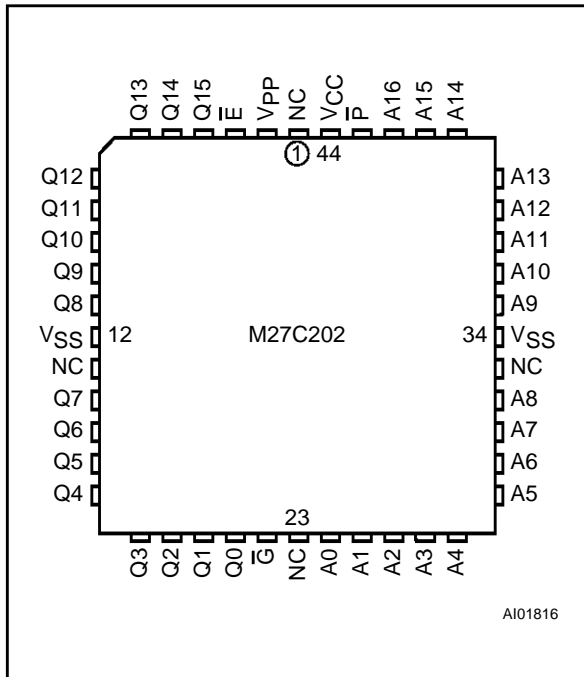 Q13 Q14 Q15 E VPP NC VCC P A16 A15 A14
1 44
Q12 A13
Q11 A12
Q10 A11
Q9 A10
Q8 A9
VSS 12 M27C202 34 VSS
NC NC
Q7 A8
Q6 A7
Q5 A6
Q4 A5
23
Q3 Q2 Q1 Q0 G NC A0 A1 A2 A3 A4
AI01816